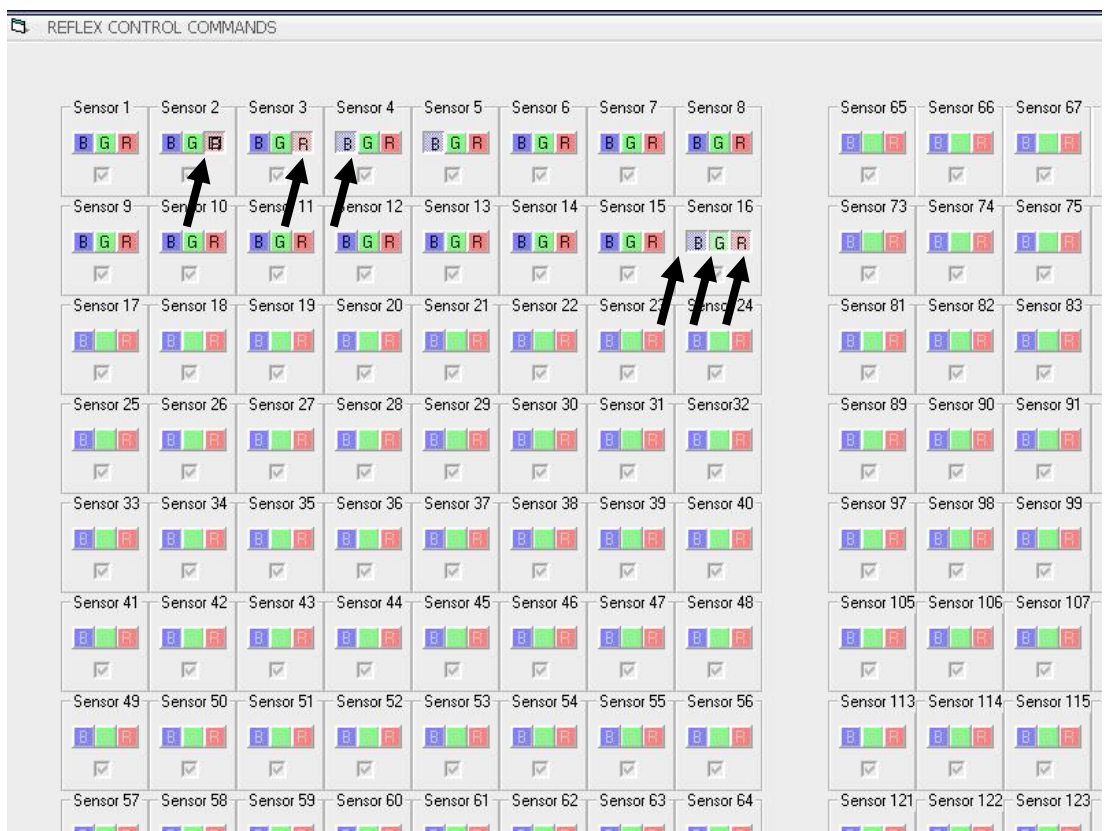 REFLEX CONTROL COMMANDS
Sensor 1 Sensor 2 Sensor 3 Sensor 4 Sensor 5 Sensor 6 Sensor 7 Sensor 8 Sensor 65 Sensor 66 Sensor 67
B G R B G B G R B G R B G R B G R B G R B G R B R B R B R
Sensor 9 Sensor 10 Sensor 11 Sensor 12 Sensor 13 Sensor 14 Sensor 15 Sensor 16 Sensor 73 Sensor 74 Sensor 75
B G R B G R B G R B G R B G R B G R B G R B G R B R B R B R
Sensor 17 Sensor 18 Sensor 19 Sensor 20 Sensor 21 Sensor 22 Sensor 23 Sensor 24 Sensor 81 Sensor 82 Sensor 83
B R B R B R B R B R B R B R B R B R B R B R
Sensor 25 Sensor 26 Sensor 27 Sensor 28 Sensor 29 Sensor 30 Sensor 31 Sensor32 Sensor 89 Sensor 90 Sensor 91
B R B R B R B R B R B R B R B R B R B R B R
Sensor 33 Sensor 34 Sensor 35 Sensor 36 Sensor 37 Sensor 38 Sensor 39 Sensor 40 Sensor 97 Sensor 98 Sensor 99
B R B R B R B R B R B R B R B R B R B R B R
Sensor 41 Sensor 42 Sensor 43 Sensor 44 Sensor 45 Sensor 46 Sensor 47 Sensor 48 Sensor 105 Sensor 106 Sensor 107
B R B R B R B R B R B R B R B R B R B R B R
Sensor 49 Sensor 50 Sensor 51 Sensor 52 Sensor 53 Sensor 54 Sensor 55 Sensor 56 Sensor 113 Sensor 114 Sensor 115
B R B R B R B R B R B R B R B R B R B R B R
Sensor 57 Sensor 58 Sensor 59 Sensor 60 Sensor 61 Sensor 62 Sensor 63 Sensor 64 Sensor 121 Sensor 122 Sensor 123